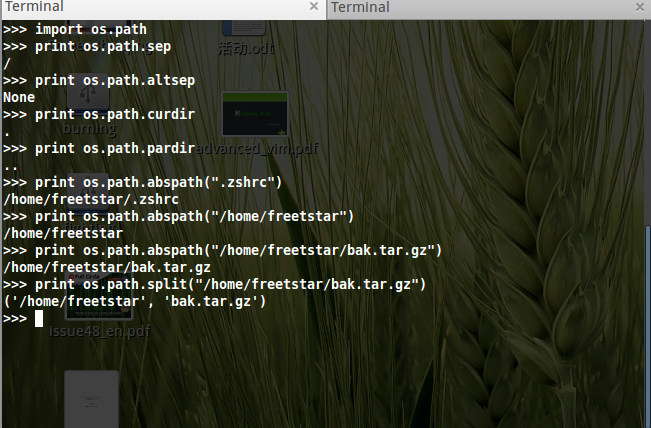 Terminal
Terminal
>>> import os.path
>>> print os.path.sep
/
>>> print os.path.altsep
None
>>> print os.path.curdir
.
>>> print os.path.pardir
..
>>> print os.path.abspath(".zshrc")
/home/freetstar/.zshrc
>>> print os.path.abspath("/home/freetstar")
/home/freetstar
>>> print os.path.abspath("/home/freetstar/bak.tar.gz")
/home/freetstar/bak.tar.gz
>>> print os.path.split("/home/freetstar/bak.tar.gz")
('/home/freetstar', 'bak.tar.gz')
>>>
活动.odt
burning
advanced_vim.pdf
issue48_en.pdf